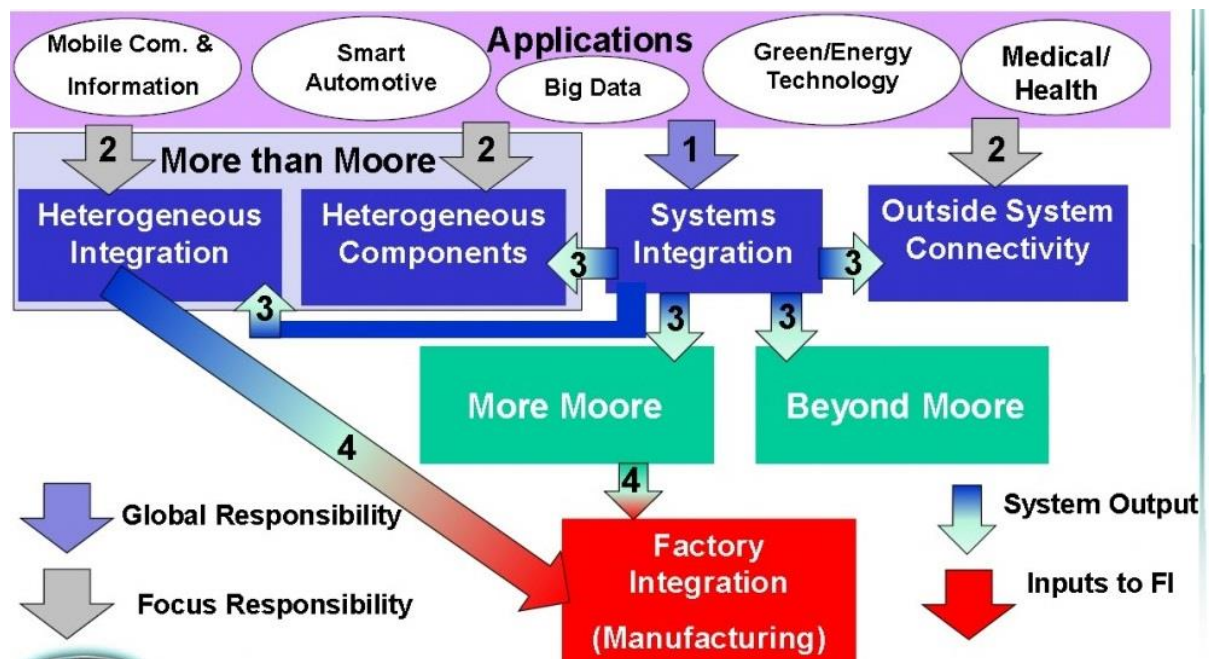 Applications
Mobile Com. &
Information
Smart
Automotive
Big Data
Green/Energy
Technology
Medical/
Health
2
More than Moore
2
1
2
Heterogeneous
Integration
Heterogeneous
Components
Systems
Integration
Outside System
Connectivity
3
3
3
3
3
More Moore
Beyond Moore
4
4
Global Responsibility
Focus Responsibility
Factory
Integration
(Manufacturing)
System Output
Inputs to FI